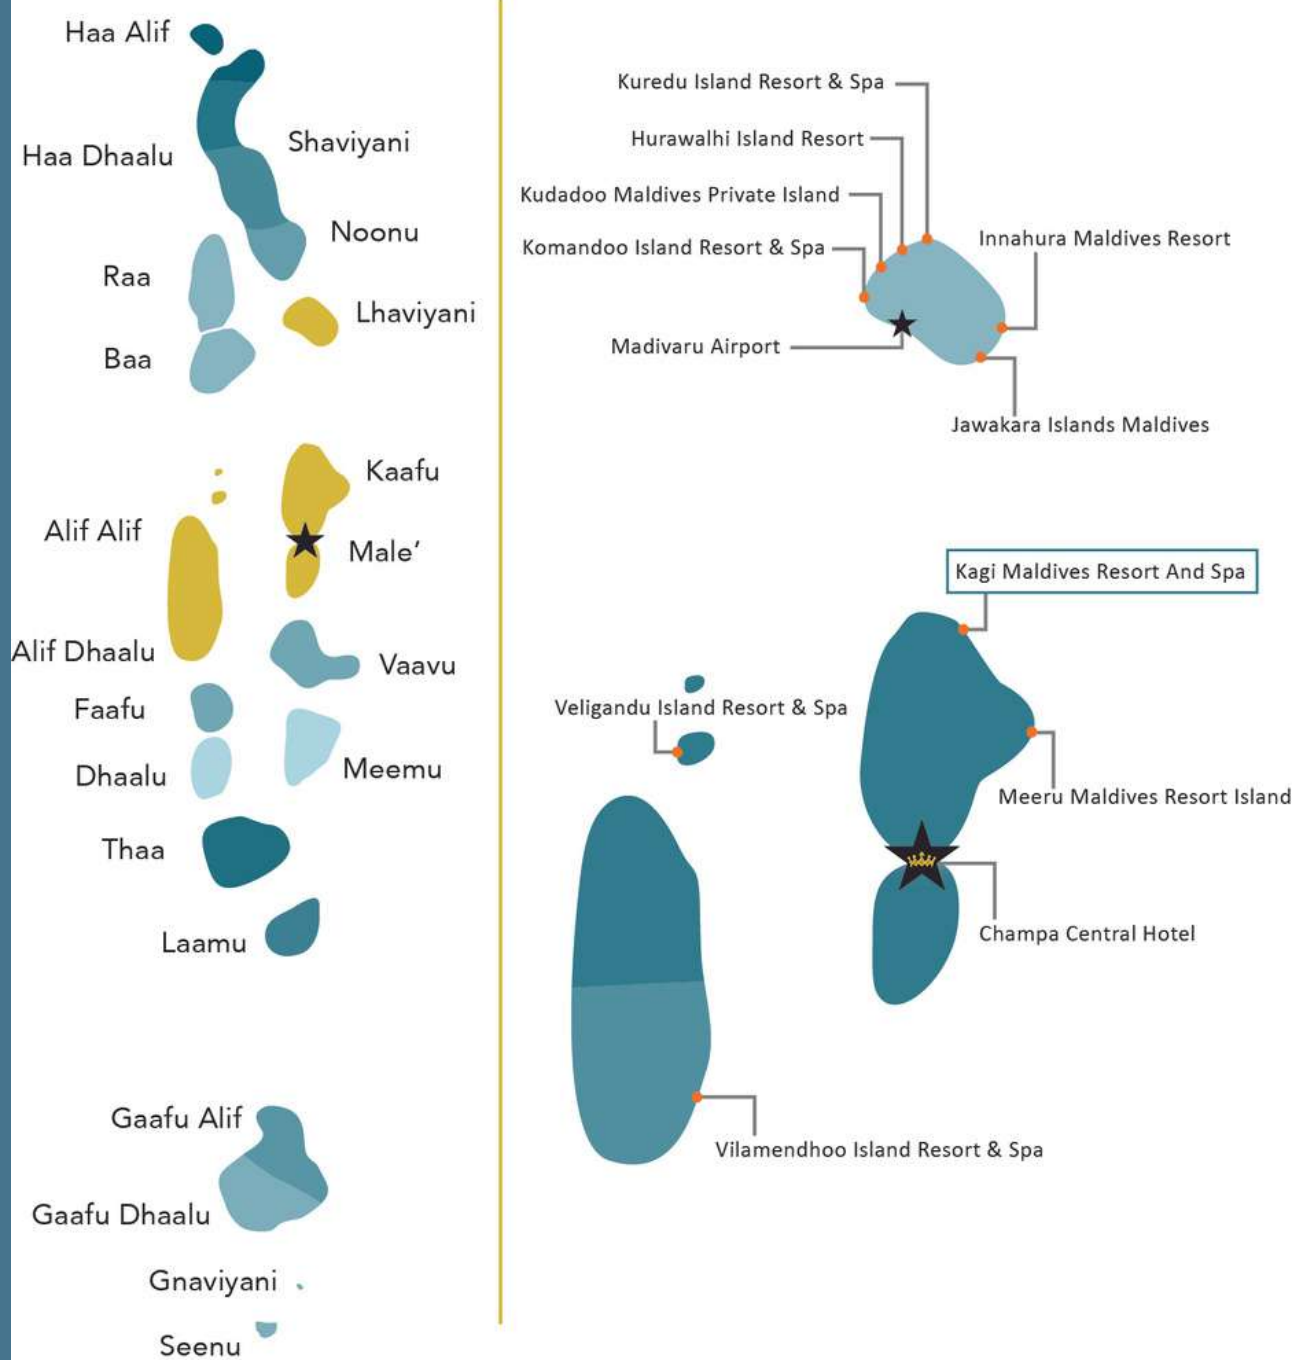 Haa Alif
Haa Dhaalu
Shaviyani
Noonu
Raa
Lhaviyani
Baa
Kaafu
Alif Alif
Male’
Alif Dhaalu
Vaavu
Faafu
Dhaalu
Meemu
Thaa
Laamu
Gaafu Alif
Gaafu Dhaalu
Gnaviyani
Seenu
Kuredu Island Resort & Spa
Hurawalhi Island Resort
Kudadoo Maldives Private Island
Komandoo Island Resort & Spa
Innahura Maldives Resort
Madivaru Airport
Jawakara Islands Maldives
Kagi Maldives Resort And Spa
Veligandu Island Resort & Spa
Meeru Maldives Resort Island
Champa Central Hotel
Vilamendhoo Island Resort & Spa